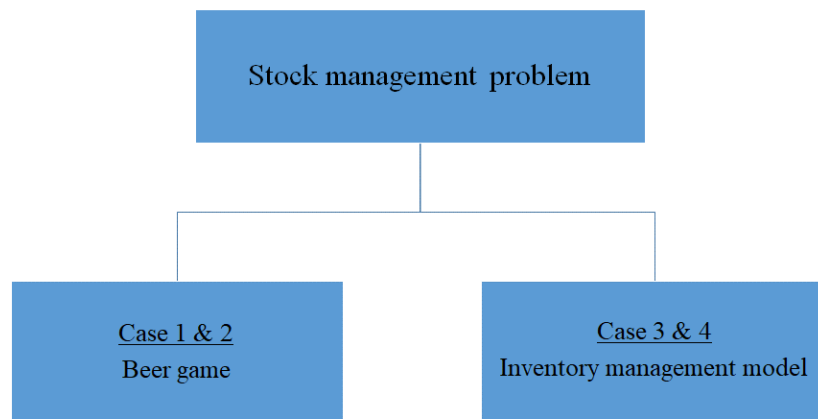 Stock management problem
Case 1 & 2
Beer game
Case 3 & 4
Inventory management model